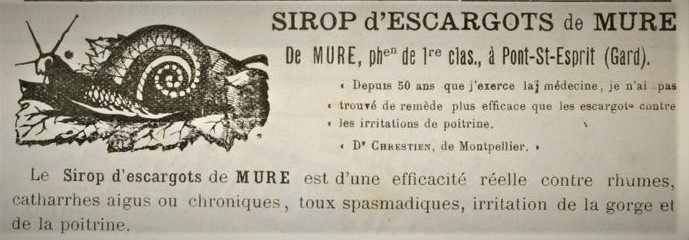 SIROP d'ESCARGOTS de MURE
De MURE, phen de 1re clas., à Pont-St-Esprit (Gard).
« Depuis 50 ans que j'exerce la médecine, je n'ai pas
« trouvé de remède plus efficace que les escargots contre
« les irritations de poitrine.
« Dr CHRESTIEN, de Montpellier. »
Le Sirop d'escargots de MURE est d'une efficacité réelle contre rhumes,
catharrhes aigus ou chroniques, toux spasmadiques, irritation de la gorge et
de la poitrine.